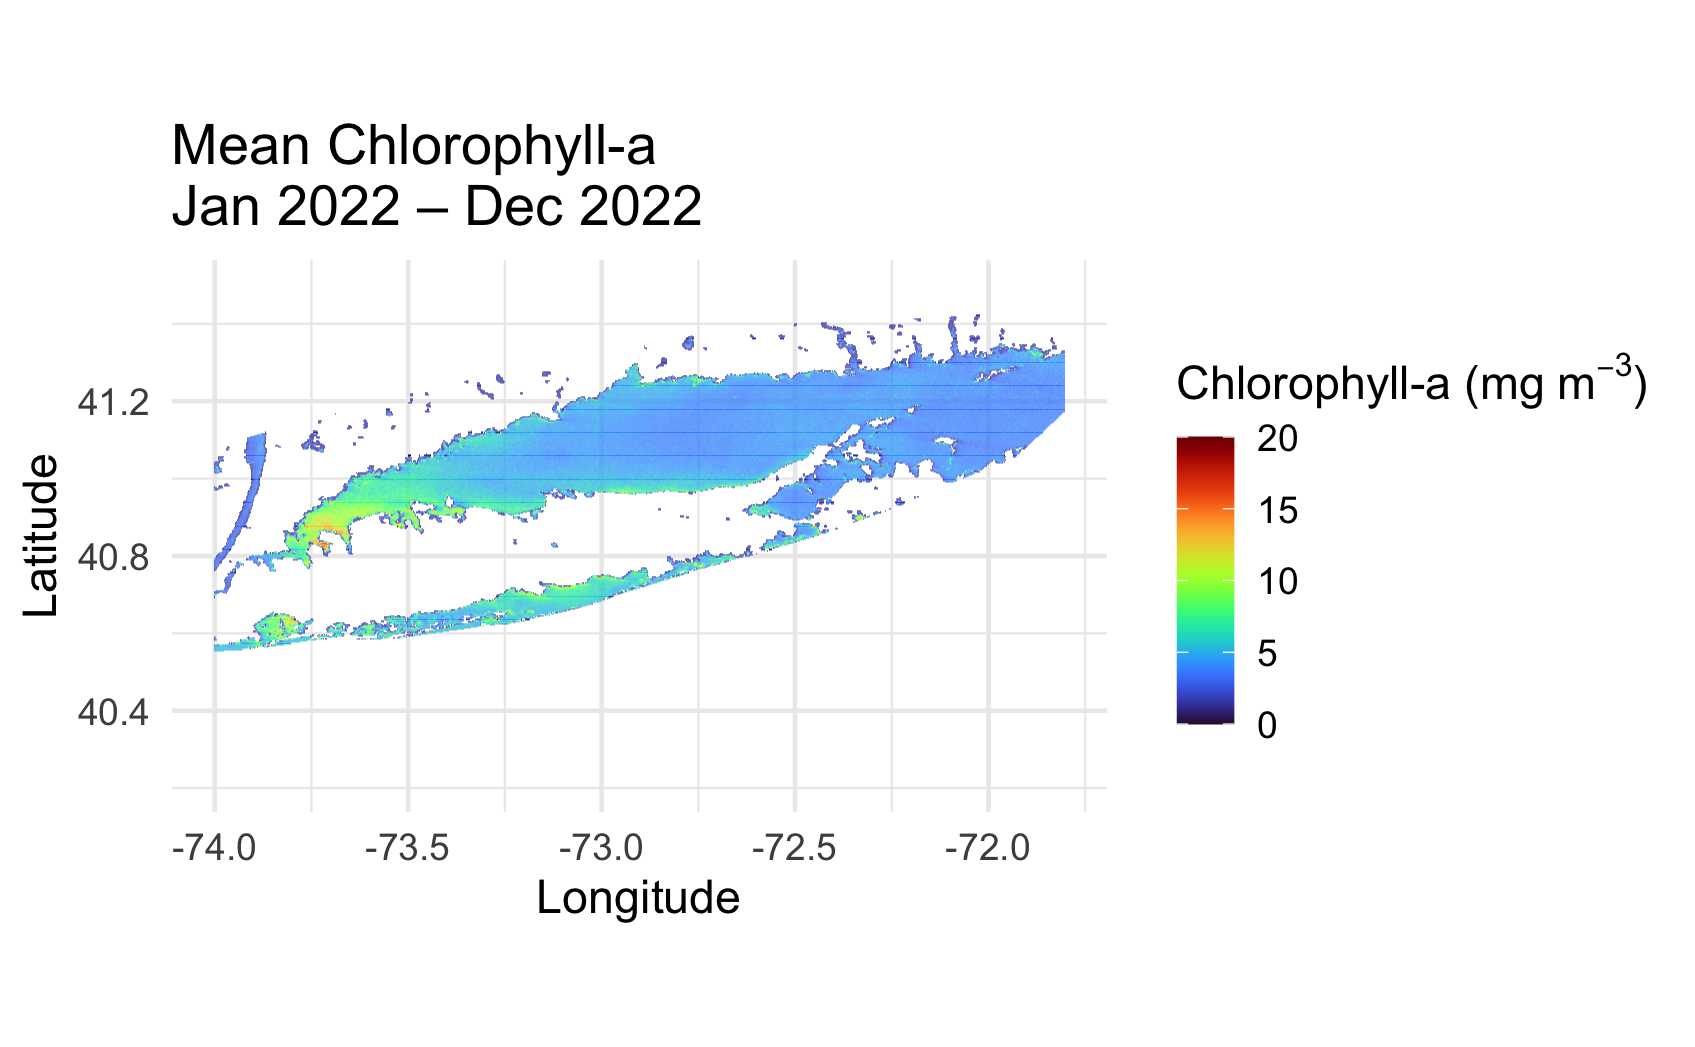 Mean Chlorophyll-a
Jan 2022 – Dec 2022
Latitude
41.2
40.8
40.4
-74.0
-73.5
-73.0
-72.5
-72.0
Longitude
Chlorophyll-a (mg m⁻³)
20
15
10
5
0